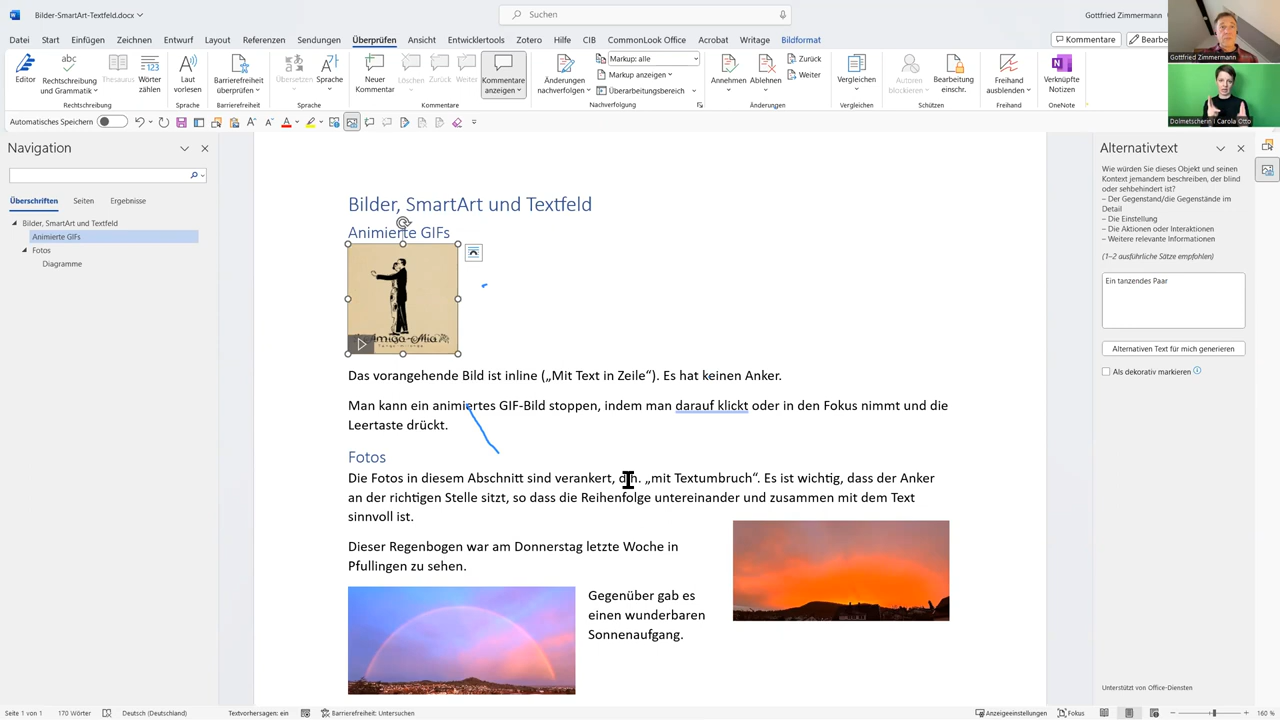 Bilder-SmartArt-Textfeld.docx
Suchen
Gottfried Zimmermann
Datei Start Einfügen Zeichnen Entwurf Layout Referenzen Sendungen Überprüfen Ansicht Entwicklertools Zoom Hilfe CIB CommonLook Office Acrobat Writage Bildformat
Kommentare
Bearbe
Editor
Rechtschreibung und Grammatik
Thesaurus
Wörter zählen
Laut vorlesen
Barrierefreiheit überprüfen
Übersetzen
Sprache
Neuer Kommentar
Löschen
Zurück
Weiter
Kommentare anzeigen
Änderungen nachverfolgen
Markup: alle
Markup anzeigen
Überarbeitungsbereich
Annehmen
Ablehnen
Zurück
Weiter
Vergleichen
Autoren blockieren
Bearbeitung einschr.
Freihand ausblenden
Verknüpfte Notizen
Rechtschreibung
Sprache
Barrierefreiheit
Sprache
Kommentare
Nachverfolgung
Änderungen
Vergleichen
Schützen
Freihand
OneNote
Gottfried Zimmermann
Dolmetscherin | Carola Otto
Automatisches Speichern
Navigation
Überschriften Seiten Ergebnisse
Bilder, SmartArt und Textfeld
Animierte GIFs
Fotos
Diagramme
Bilder, SmartArt und Textfeld
Animierte GIFs
Amiga-Mia
Das vorangehende Bild ist inline („Mit Text in Zeile“). Es hat keinen Anker.
Man kann ein animiertes GIF-Bild stoppen, indem man darauf klickt oder in den Fokus nimmt und die
Leertaste drückt.
Fotos
Die Fotos in diesem Abschnitt sind verankert, d.h. „mit Textumbruch“. Es ist wichtig, dass der Anker
an der richtigen Stelle sitzt, so dass die Reihenfolge untereinander und zusammen mit dem Text
sinnvoll ist.
Dieser Regenbogen war am Donnerstag letzte Woche in
Pfullingen zu sehen.
Gegenüber gab es
einen wunderbaren
Sonnenaufgang.
Alternativtext
Wie würden Sie dieses Objekt und seinen
Kontext jemandem beschreiben, der blind
oder sehbehindert ist?
– Der Gegenstand/die Gegenstände im
Detail
– Die Einstellung
– Die Aktionen oder Interaktionen
– Weitere relevante Informationen
(1–2 ausführliche Sätze empfohlen)
Ein tanzendes Paar
Alternativen Text für mich generieren
Als dekorativ markieren
Unterstützt von Office-Diensten
Seite 1 von 1 170 Wörter Deutsch (Deutschland) Textvorhersagen: ein Barrierefreiheit: Untersuchen Anzeigeeinstellungen Fokus 160 %